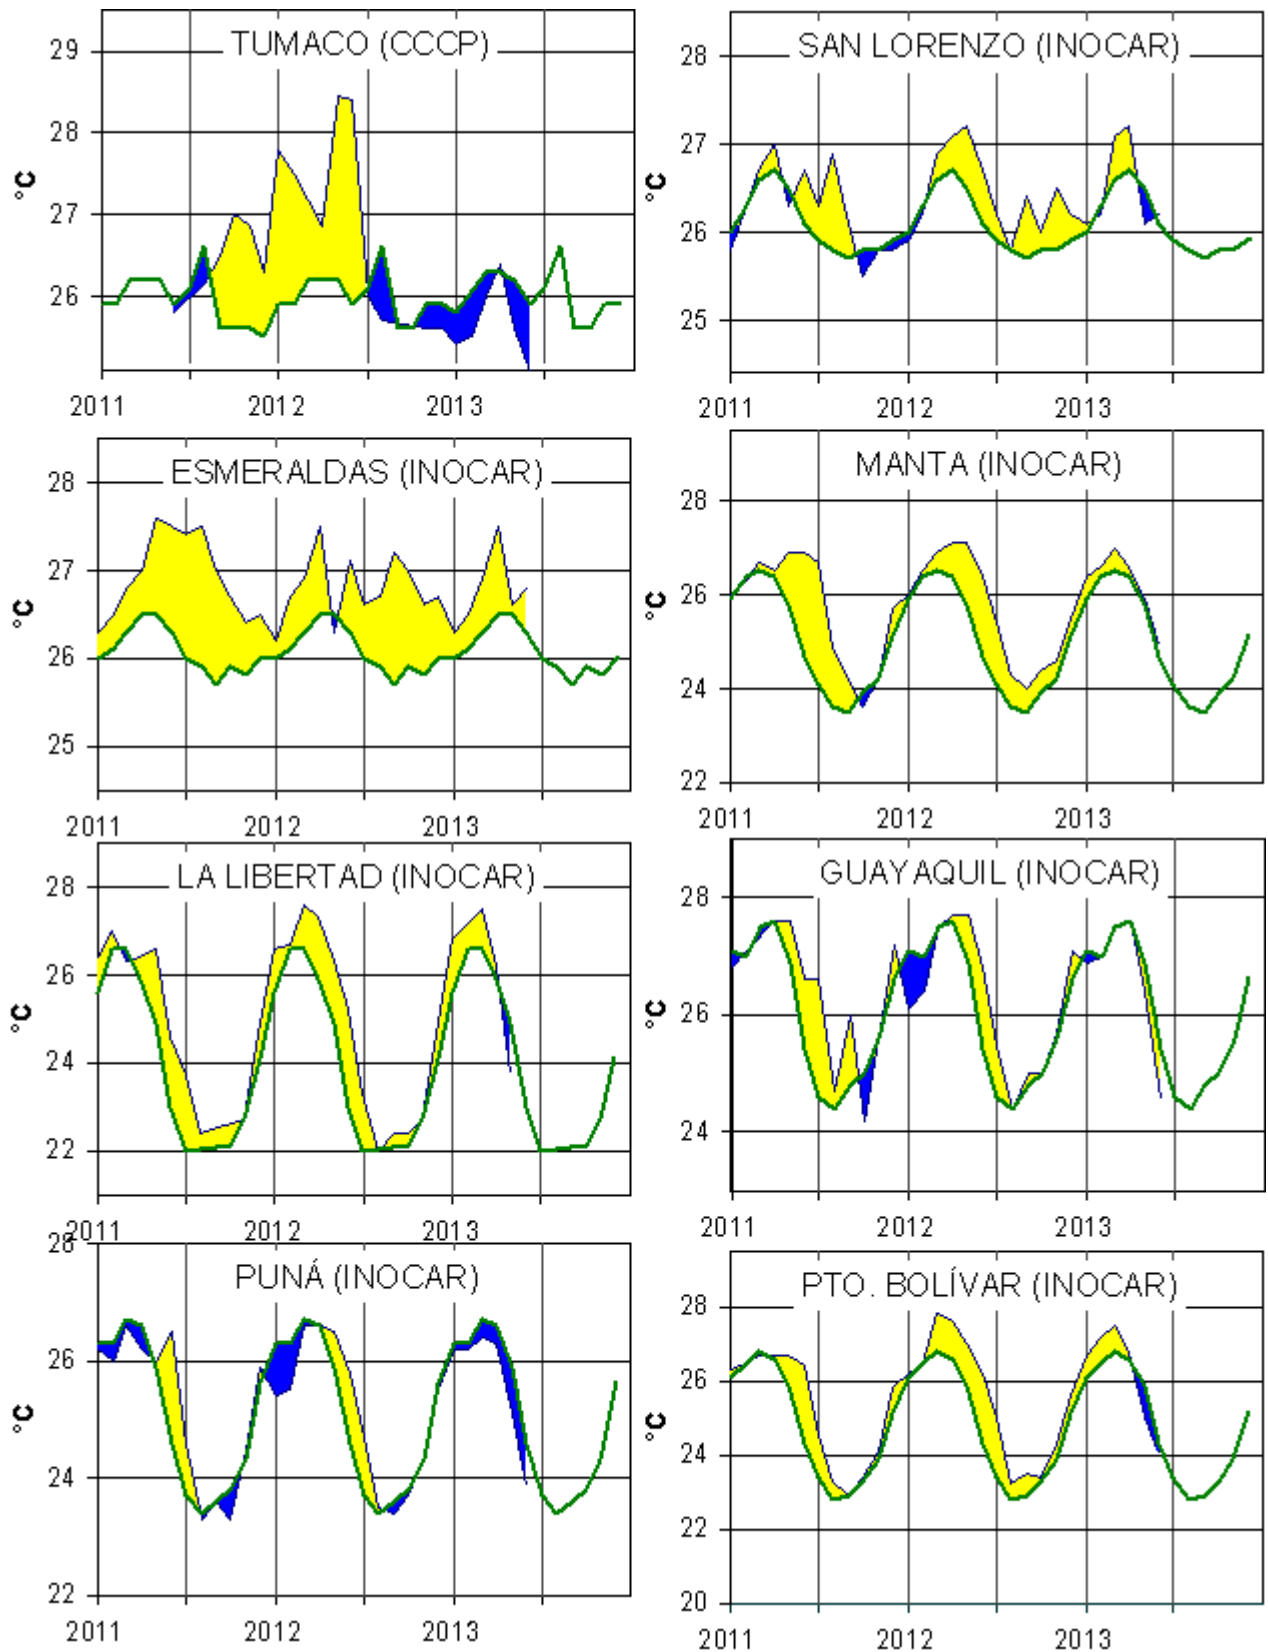 TUMACO (CCCP)
°C
29
28
27
26
2011 2012 2013
SAN LORENZO (INOCAR)
°C
28
27
26
25
2011 2012 2013
ESMERALDAS (INOCAR)
°C
28
27
26
25
2011 2012 2013
MANTA (INOCAR)
°C
28
26
24
22
2011 2012 2013
LA LIBERTAD (INOCAR)
°C
28
26
24
22
2011 2012 2013
GUAYAQUIL (INOCAR)
°C
28
26
24
2011 2012 2013
PUNÁ (INOCAR)
°C
28
26
24
22
2011 2012 2013
PTO. BOLÍVAR (INOCAR)
°C
28
26
24
22
20
2011 2012 2013